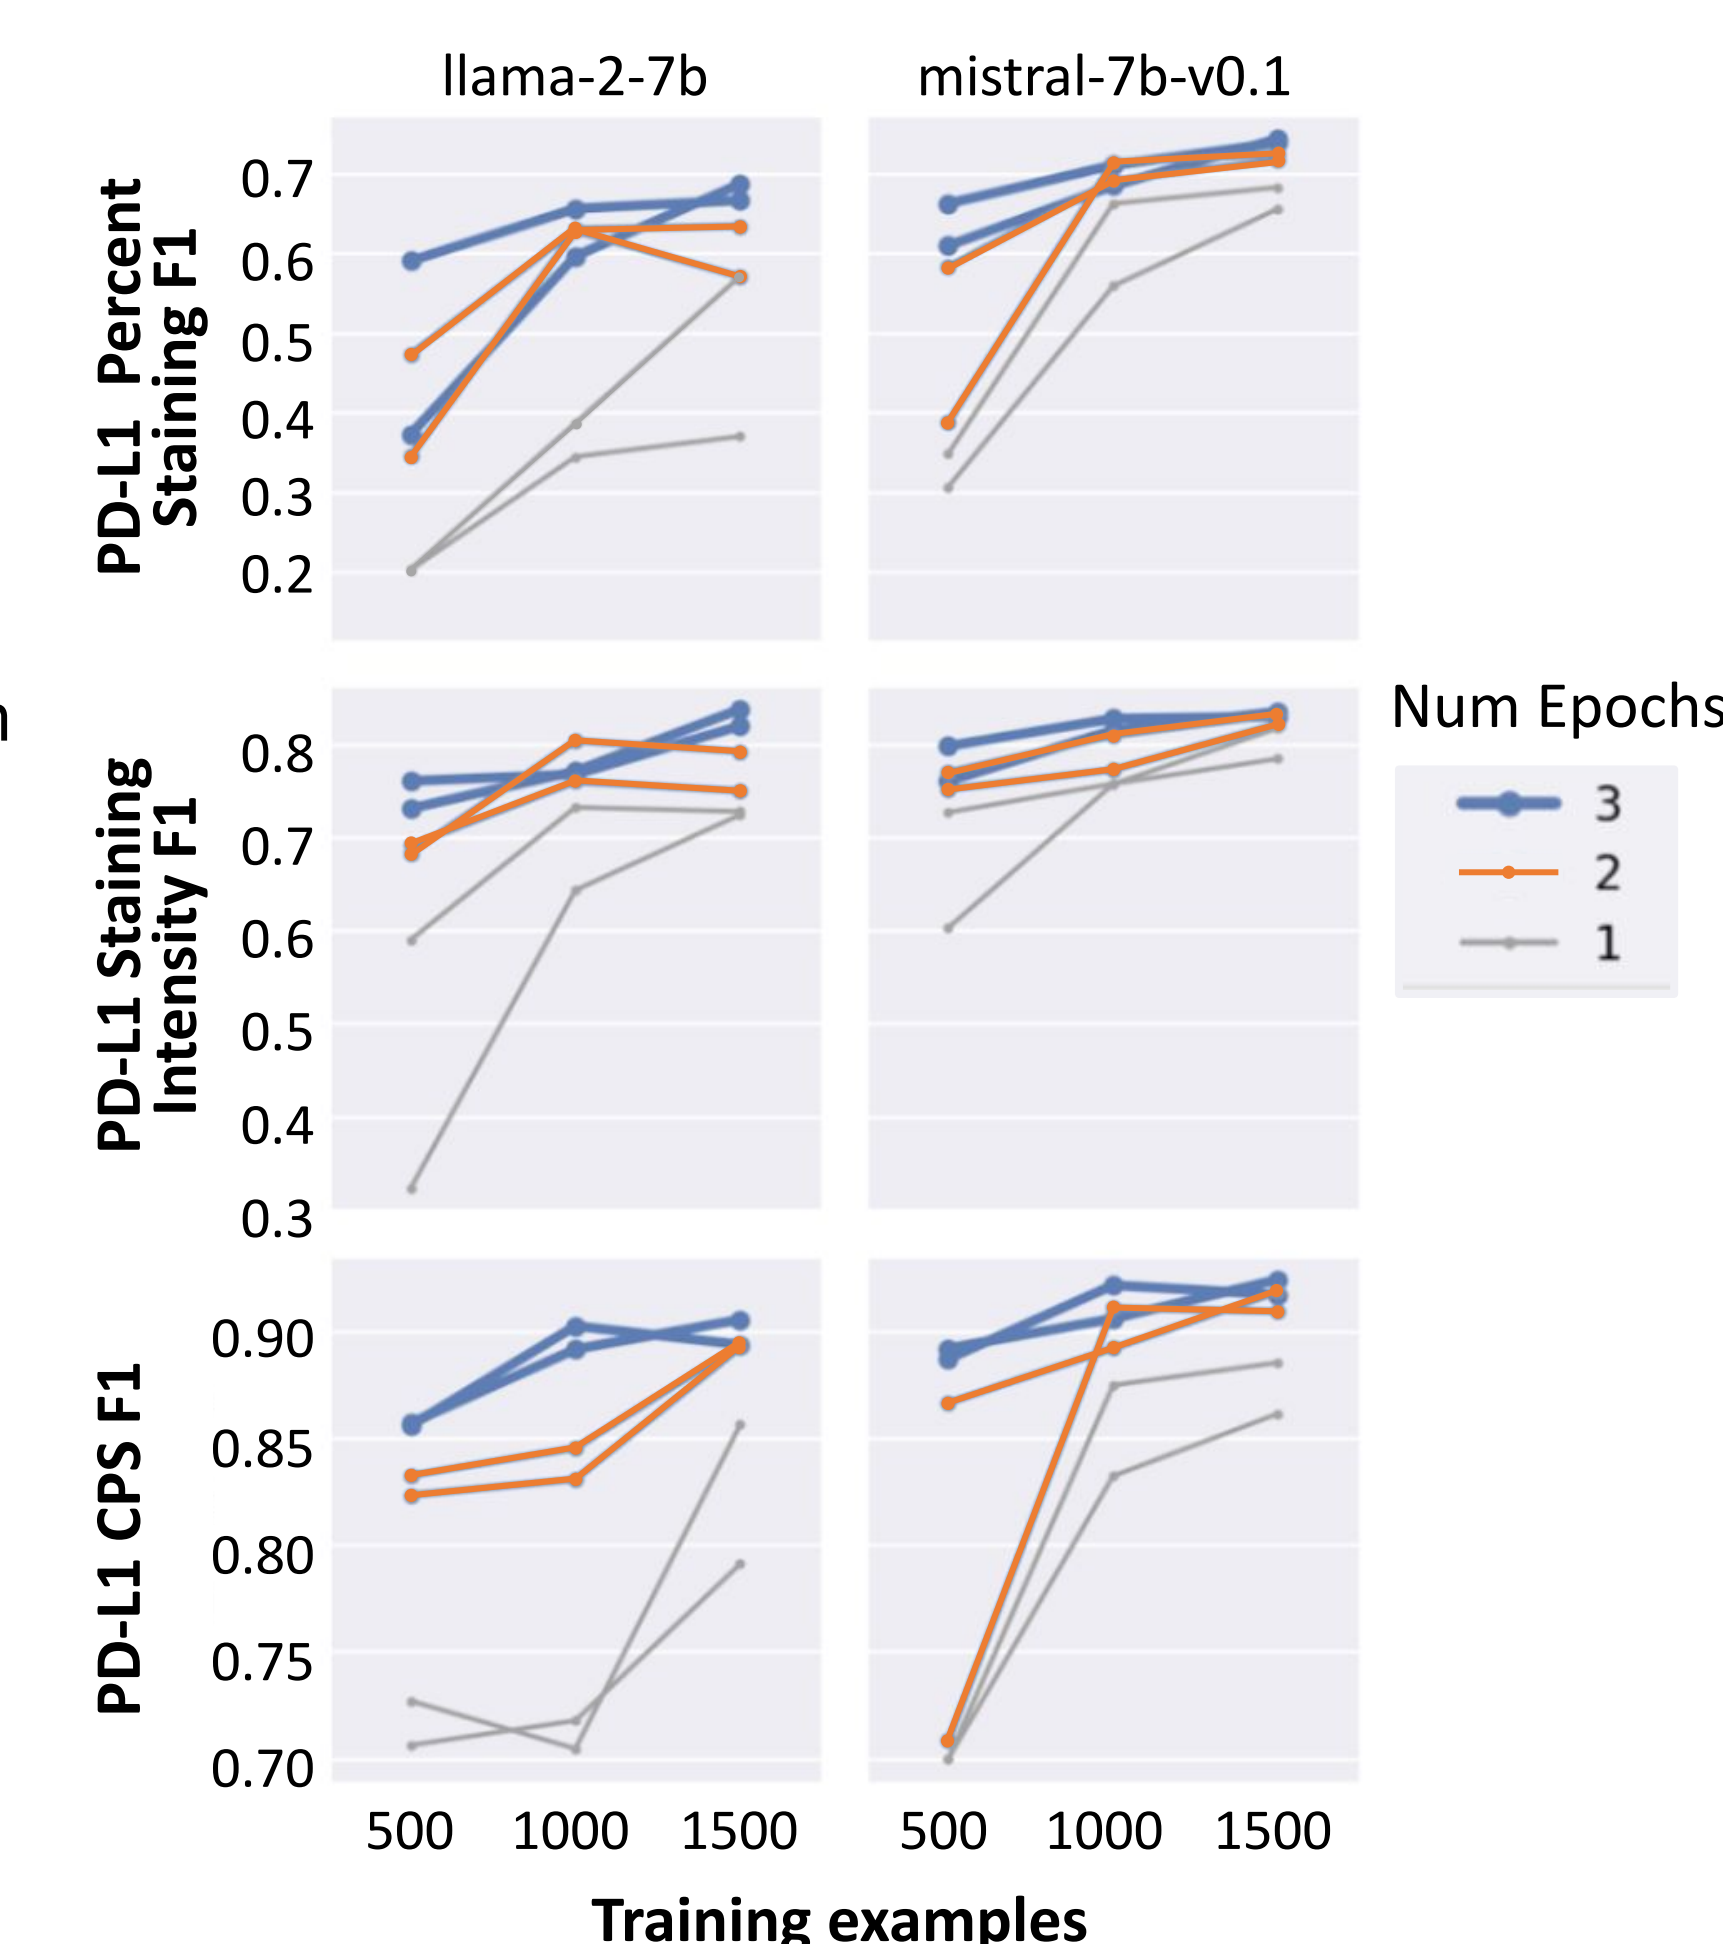 llama-2-7b
mistral-7b-v0.1
PD-L1 Percent
Staining F1
0.7
0.6
0.5
0.4
0.3
0.2
PD-L1 Staining
Intensity F1
0.8
0.7
0.6
0.5
0.4
0.3
Num Epochs
3
2
1
PD-L1 CPS F1
0.90
0.85
0.80
0.75
0.70
500 1000 1500
500 1000 1500
Training examples